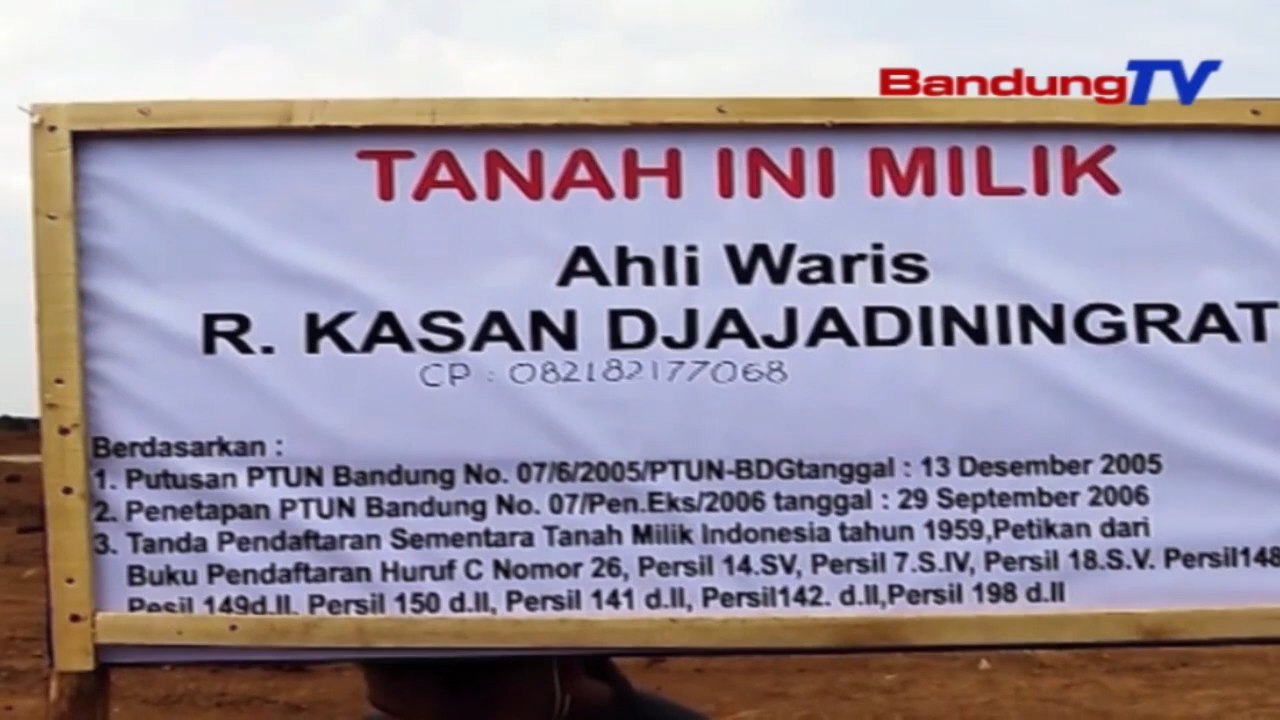 BandungTV
TANAH INI MILIK
Ahli Waris
R. KASAN DJAJADININGRAT
CP : 082182177068
Berdasarkan :
1. Putusan PTUN Bandung No. 07/6/2005/PTUN-BDGtanggal : 13 Desember 2005
2. Penetapan PTUN Bandung No. 07/Pen.Eks/2006 tanggal : 29 September 2006
3. Tanda Pendaftaran Sementara Tanah Milik Indonesia tahun 1959,Petikan dari
Buku Pendaftaran Huruf C Nomor 26, Persil 14.SV, Persil 7.S.IV, Persil 18.S.V. Persil148
Pesil 149d.II, Persil 150 d.II, Persil 141 d.II, Persil142. d.II,Persil 198 d.II